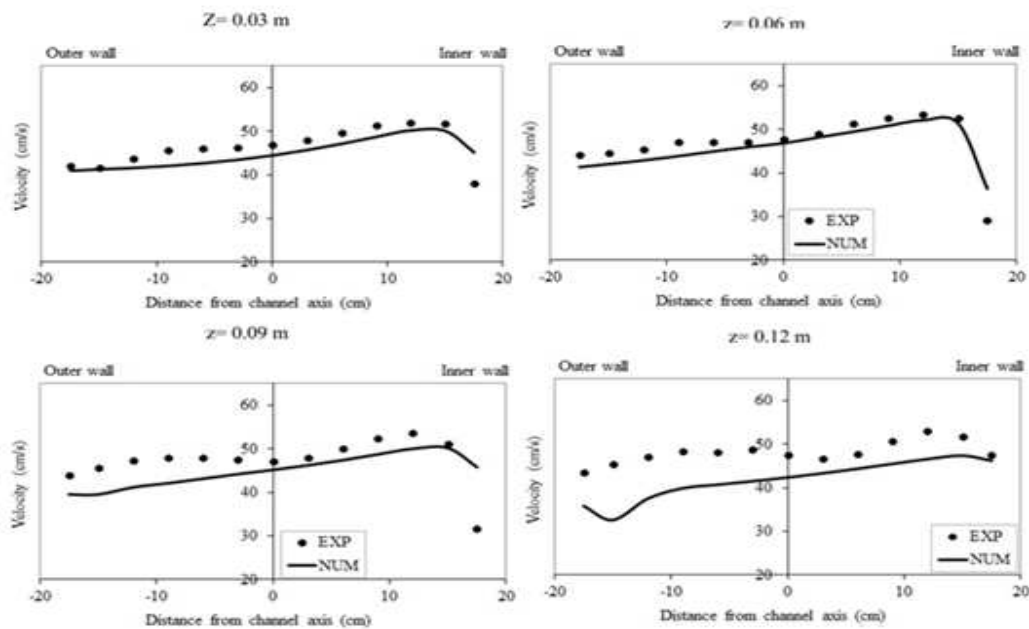 Z= 0.03 m
Outer wall Inner wall
60
50
40
30
20
-20 -10 0 10 20
Velocity (cm/s)
Distance from channel axis (cm)
z= 0.06 m
Outer wall Inner wall
60
50
40
30
20
-20 -10 0 10 20
Velocity (cm/s)
EXP
NUM
Distance from channel axis (cm)
z= 0.09 m
Outer wall Inner wall
60
50
40
30
20
-20 -10 0 10 20
Velocity (cm/s)
EXP
NUM
Distance from channel axis (cm)
z= 0.12 m
Outer wall Inner wall
60
50
40
30
20
-20 -10 0 10 20
Velocity (cm/s)
EXP
NUM
Distance from channel axis (cm)